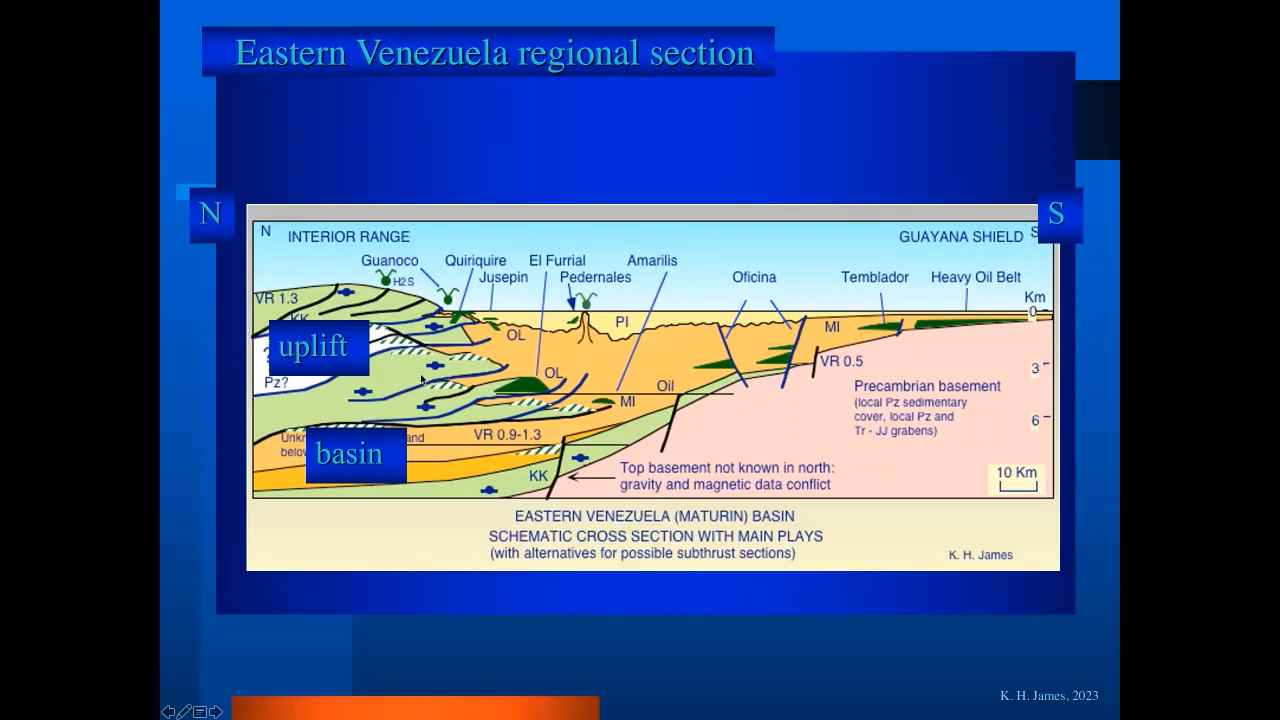 Eastern Venezuela regional section
N
S
N
INTERIOR RANGE
GUAYANA SHIELD
S
Guanoco
Quiriquire
El Furrial
Amarilis
H2S
Jusepin
Pedernales
Oficina
Temblador
Heavy Oil Belt
VR 1.3
Km
0
KK
PI
MI
OL
uplift
VR 0.5
3
Pz?
OL
Oil
MI
Precambrian basement
(local Pz sedimentary
cover, local Pz and
Tr - JJ grabens)
6
VR 0.9-1.3
basin
KK
Top basement not known in north:
gravity and magnetic data conflict
10 Km
EASTERN VENEZUELA (MATURIN) BASIN
SCHEMATIC CROSS SECTION WITH MAIN PLAYS
(with alternatives for possible subthrust sections)
K. H. James
K. H. James, 2023